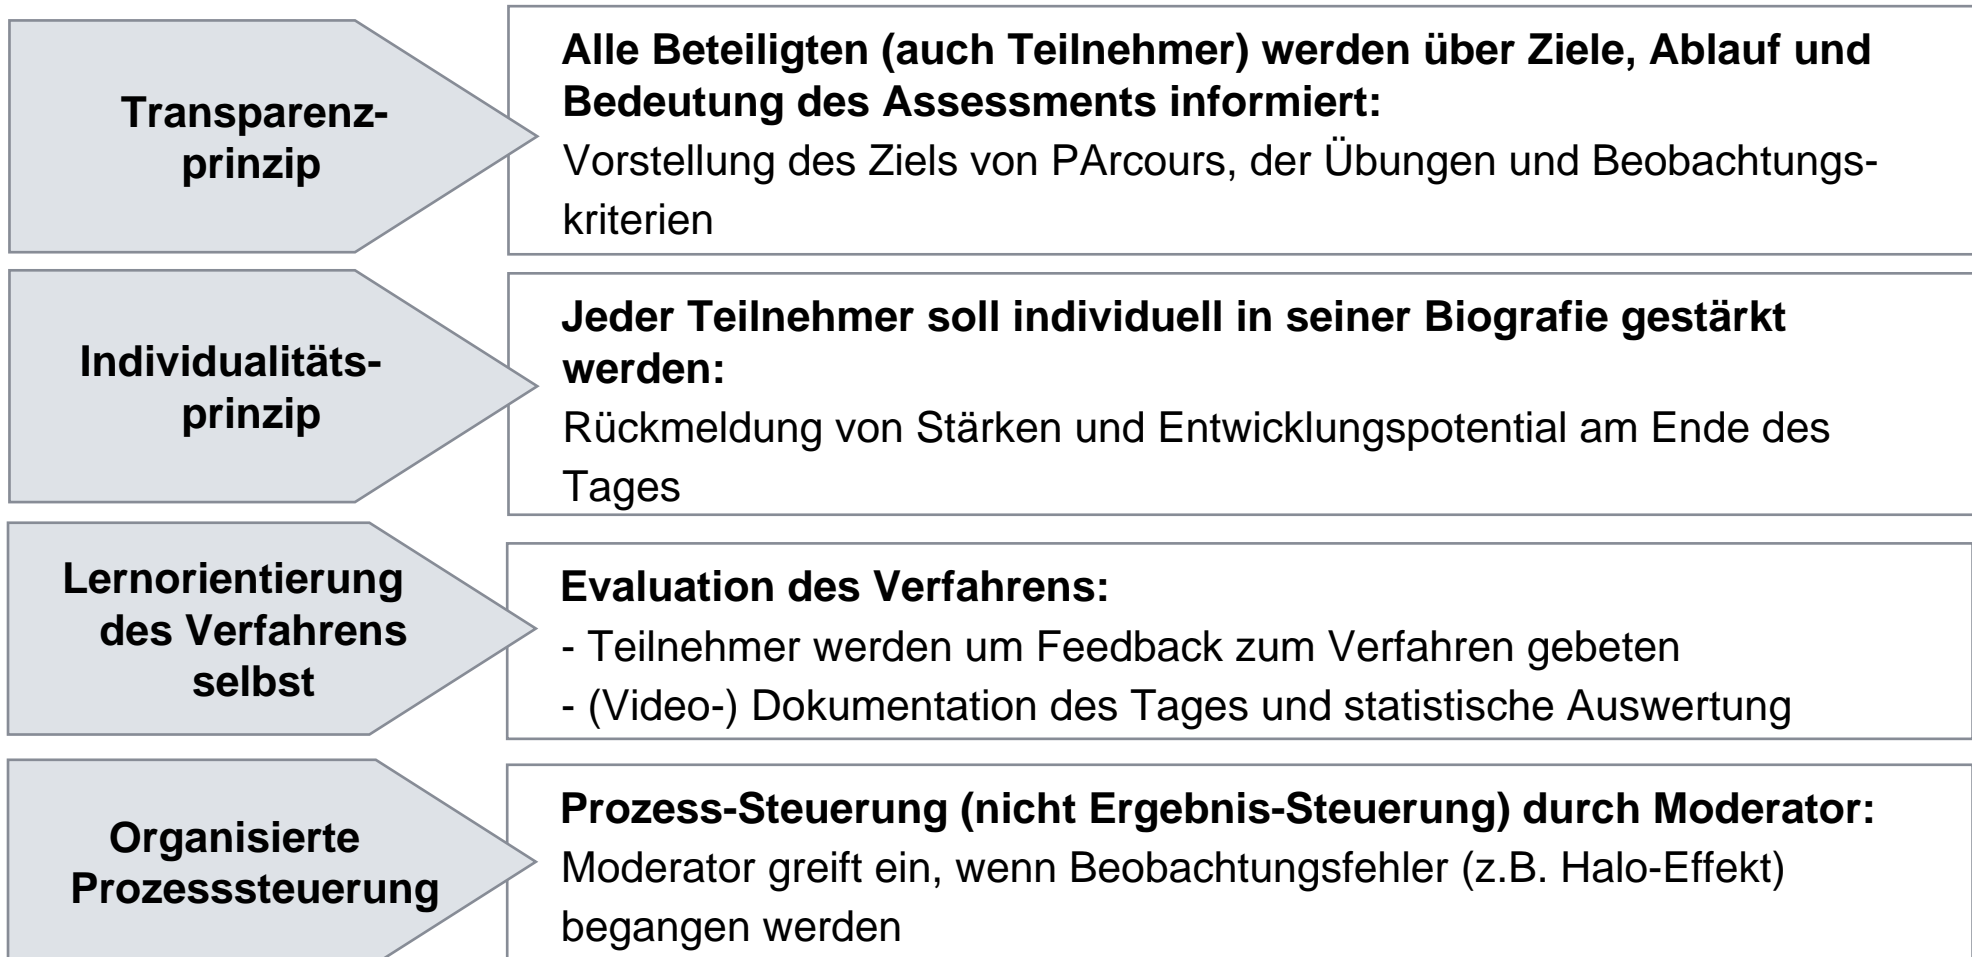 Transparenz-
prinzip
Alle Beteiligten (auch Teilnehmer) werden über Ziele, Ablauf und
Bedeutung des Assessments informiert:
Vorstellung des Ziels von PArcours, der Übungen und Beobachtungs-
kriterien
Individualitäts-
prinzip
Jeder Teilnehmer soll individuell in seiner Biografie gestärkt
werden:
Rückmeldung von Stärken und Entwicklungspotential am Ende des
Tages
Lernorientierung
des Verfahrens
selbst
Evaluation des Verfahrens:
- Teilnehmer werden um Feedback zum Verfahren gebeten
- (Video-) Dokumentation des Tages und statistische Auswertung
Organisierte
Prozesssteuerung
Prozess-Steuerung (nicht Ergebnis-Steuerung) durch Moderator:
Moderator greift ein, wenn Beobachtungsfehler (z.B. Halo-Effekt)
begangen werden